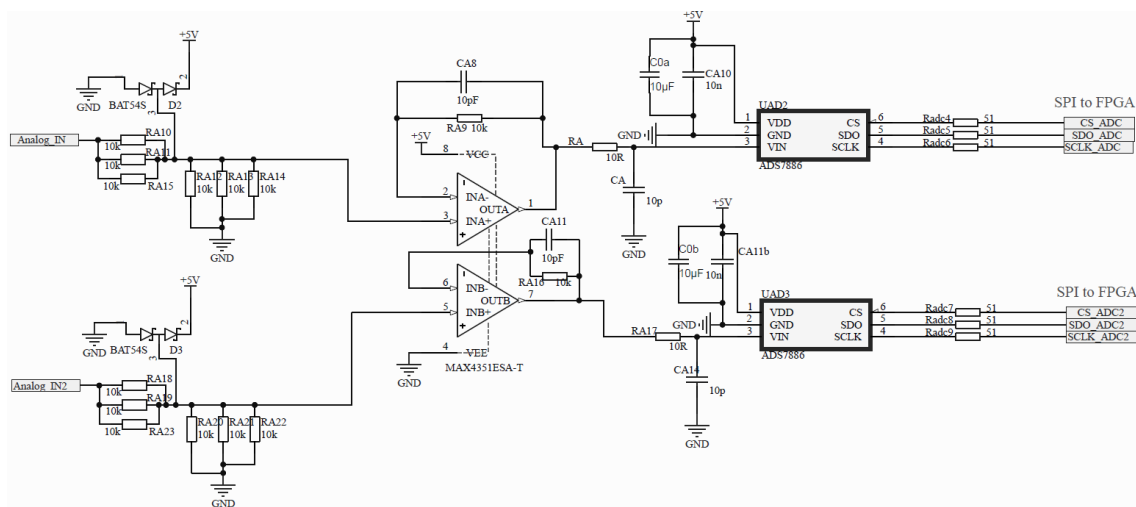 +5V
+5V
CA8
C0a
CA10
10µF
10n
10pF
2
UAD2
SPI to FPGA
GND
BAT54S
D2
RA9 10k
1 VDD CS 6 Radc4 51 CS_ADC
GND 2 GND SDO 5 Radc5 51 SDO_ADC
3 VIN SCLK 4 Radc6 51 SCLK_ADC
ADS7886
3
Analog_IN
RA10
10k
RA11
10k
10k
RA15
+5V
8 VCC
RA
10R
RA12 RA13 RA14
10k 10k 10k
2 INA-
OUTA 1
3 INA+
CA
10p
GND
GND
CA11
10pF
+5V
RA16 10k
C0b
CA11b
10µF
10n
+5V
6 INB-
OUTB 7
5 INB+
UAD3
SPI to FPGA
2
1 VDD CS 6 Radc7 51 CS_ADC2
GND 2 GND SDO 5 Radc8 51 SDO_ADC2
3 VIN SCLK 4 Radc9 51 SCLK_ADC2
ADS7886
RA17
10R
GND
BAT54S
D3
3
4 VEE
GND
MAX4351ESA-T
CA14
10p
GND
Analog_IN2
RA18
10k
RA19
10k
10k
RA23
RA20 RA21 RA22
10k 10k 10k
GND